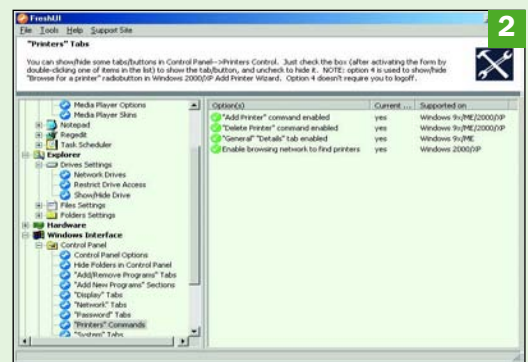 FreshUI
2
File Tools Help Support Site
"Printers" Tabs
You can show/hide some tabs/buttons in Control Panel-->Printers Control. Just check the box (after activating the form by
double-clicking one of items in the list) to show the tab/button, and uncheck to hide it. NOTE: option 4 is used to show/hide
"Browse for a printer" radiobutton in Windows 2000/XP Add Printer Wizard. Option 4 doesn't require you to logoff.
Media Player Options
Media Player Skins
Notepad
Regedit
Task Scheduler
Explorer
Drives Settings
Network Drives
Restrict Drive Access
Show/Hide Drive
Files Settings
Folders Settings
Hardware
Windows Interface
Control Panel
Control Panel Options
Hide Folders in Control Panel
"Add/Remove Programs" Tabs
"Add New Programs" Sections
"Display" Tabs
"Network" Tabs
"Password" Tabs
"Printers" Commands
"System" Tabs
Option(s) Current ... Supported on
"Add Printer" command enabled yes Windows 9x/ME/2000/XP
"Delete Printer" command enabled yes Windows 9x/ME/2000/XP
"General" "Details" tab enabled yes Windows 9x/ME
Enable browsing network to find printers yes Windows 2000/XP